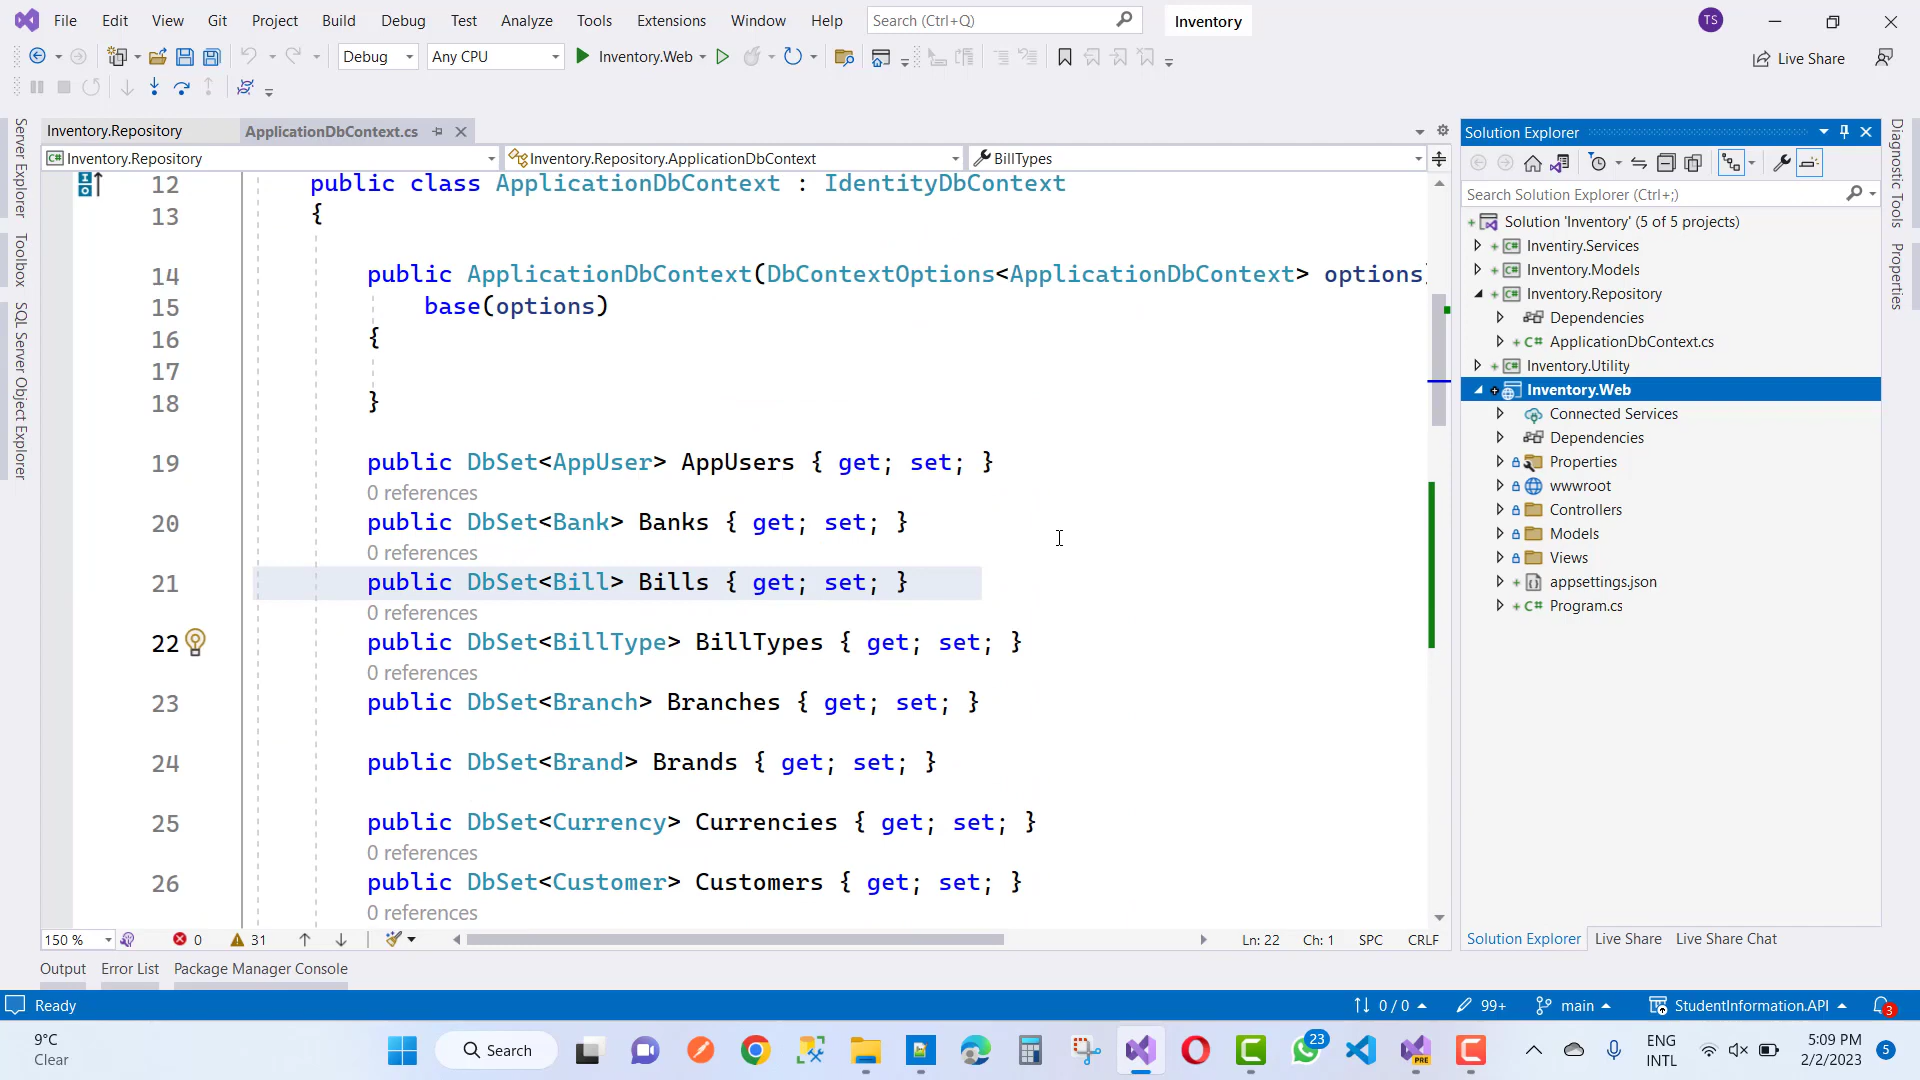 File Edit View Git Project Build Debug Test Analyze Tools Extensions Window Help Search (Ctrl+Q) Inventory TS
Debug Any CPU Inventory.Web Live Share
Inventory.Repository ApplicationDbContext.cs
Inventory.Repository Inventory.Repository.ApplicationDbContext BillTypes
12 public class ApplicationDbContext : IdentityDbContext
13 {
14 public ApplicationDbContext(DbContextOptions<ApplicationDbContext> options)
15 base(options)
16 {
17
18 }
19 public DbSet<AppUser> AppUsers { get; set; }
0 references
20 public DbSet<Bank> Banks { get; set; }
0 references
21 public DbSet<Bill> Bills { get; set; }
0 references
22 public DbSet<BillType> BillTypes { get; set; }
0 references
23 public DbSet<Branch> Branches { get; set; }
24 public DbSet<Brand> Brands { get; set; }
25 public DbSet<Currency> Currencies { get; set; }
0 references
26 public DbSet<Customer> Customers { get; set; }
0 references
150 % 0 31 Ln: 22 Ch: 1 SPC CRLF
Output Error List Package Manager Console
Server Explorer
Toolbox
SQL Server Object Explorer
Solution Explorer
Search Solution Explorer (Ctrl+;)
Solution 'Inventory' (5 of 5 projects)
Inventiry.Services
Inventory.Models
Inventory.Repository
Dependencies
C# ApplicationDbContext.cs
Inventory.Utility
Inventory.Web
Connected Services
Dependencies
Properties
wwwroot
Controllers
Models
Views
appsettings.json
C# Program.cs
Solution Explorer Live Share Live Share Chat
Diagnostic Tools
Properties
Ready 0 / 0 99+ main StudentInformation.API 3
9°C
Clear
Search
23
PRE
ENG
INTL
5:09 PM
2/2/2023
5